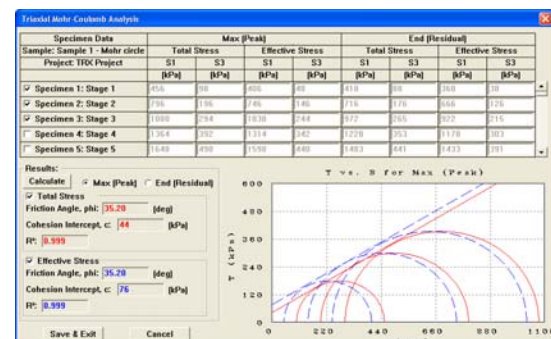 Triaxial Mohr-Coulomb Analysis
Specimen Data Max (Peak) End (Residual)
Sample: Sample 1 - Mohr circle Total Stress Effective Stress Total Stress Effective Stress
Project: TRX Project S1 S3 S1 S3 S1 S3 S1 S3
[kPa] [kPa] [kPa] [kPa] [kPa] [kPa] [kPa] [kPa]
Specimen 1: Stage 1 456 98 406 48 418 88 368 38
Specimen 2: Stage 2 796 196 746 146 716 176 666 126
Specimen 3: Stage 3 294 244 972 265 922 215
Specimen 4: Stage 4 1364 392 1314 342 353 303
Specimen 5: Stage 5 1640 490 1590 440 1483 441 1433 391
Results:
Calculate Max (Peak) End (Residual)
Total Stress
Friction Angle, phi: 35.20 (deg)
Cohesion Intercept, c: 44 (kPa)
R²: 0.999
Effective Stress
Friction Angle, phi: 35.20 (deg)
Cohesion Intercept, c: 76 (kPa)
R²: 0.999
Save & Exit Cancel
T vs. S for Max (Peak)
T (kPa)
600
480
360
240
120
0
0 220 440 660 880 1100